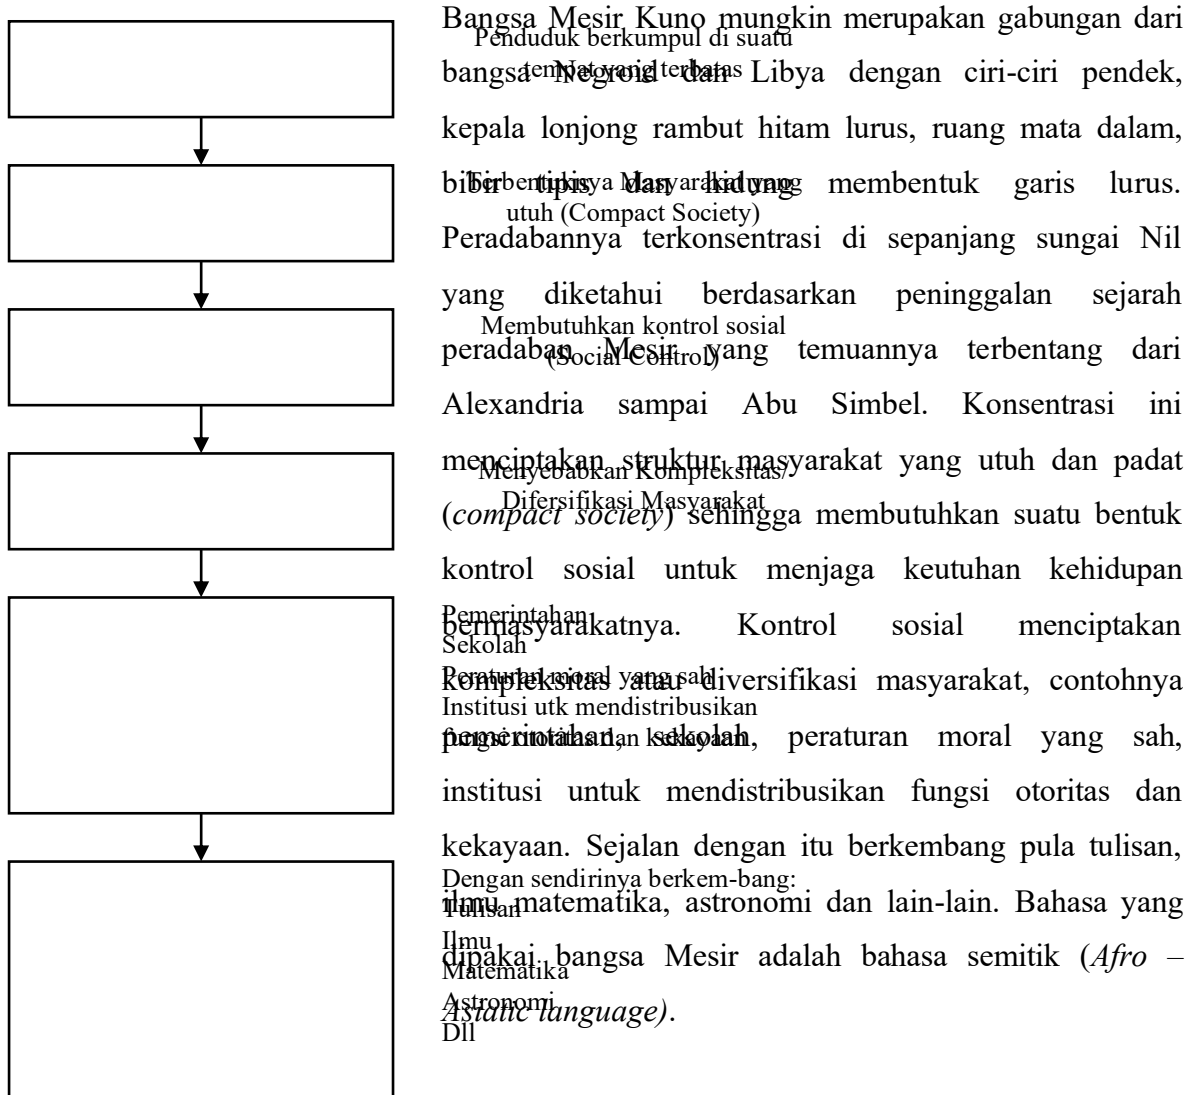 Penduduk berkumpul di suatu
tempat yang terbatas
Terbentuknya Masyarakat yang
utuh (Compact Society)
Membutuhkan kontrol sosial
(Social Control)
Menyebabkan Kompleksitas/
Difersifikasi Masyarakat
Pemerintahan
Sekolah
Peraturan moral yang sah
Institusi utk mendistribusikan
fungsi otoritas dan kekayaan
Dengan sendirinya berkem-bang:
Tulisan
Ilmu
Matematika
Astronomi
Dll
Bangsa Mesir Kuno mungkin merupakan gabungan dari
bangsa Negroid dan Libya dengan ciri-ciri pendek,
kepala lonjong rambut hitam lurus, ruang mata dalam,
bibir tipis dan hidung membentuk garis lurus.
Peradabannya terkonsentrasi di sepanjang sungai Nil
yang diketahui berdasarkan peninggalan sejarah
peradaban Mesir yang temuannya terbentang dari
Alexandria sampai Abu Simbel. Konsentrasi ini
menciptakan struktur masyarakat yang utuh dan padat
(compact society) sehingga membutuhkan suatu bentuk
kontrol sosial untuk menjaga keutuhan kehidupan
bermasyarakatnya. Kontrol sosial menciptakan
kompleksitas atau diversifikasi masyarakat, contohnya
pemerintahan, sekolah, peraturan moral yang sah,
institusi untuk mendistribusikan fungsi otoritas dan
kekayaan. Sejalan dengan itu berkembang pula tulisan,
ilmu matematika, astronomi dan lain-lain. Bahasa yang
dipakai bangsa Mesir adalah bahasa semitik (Afro –
Asiatic language).